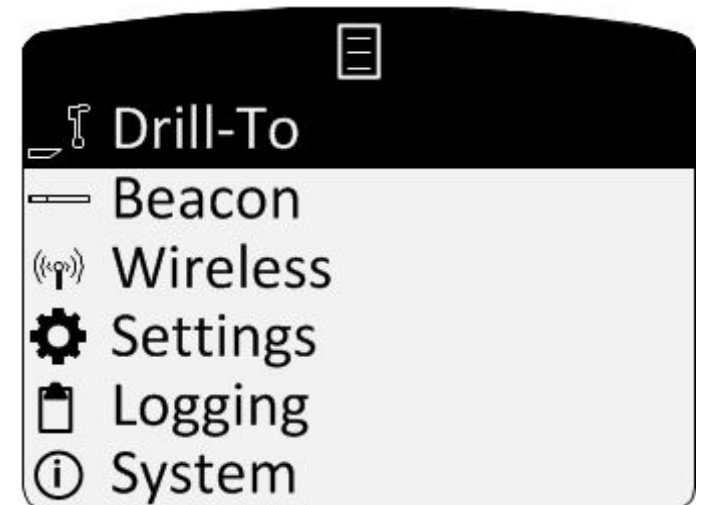 Drill-To
Beacon
Wireless
Settings
Logging
System